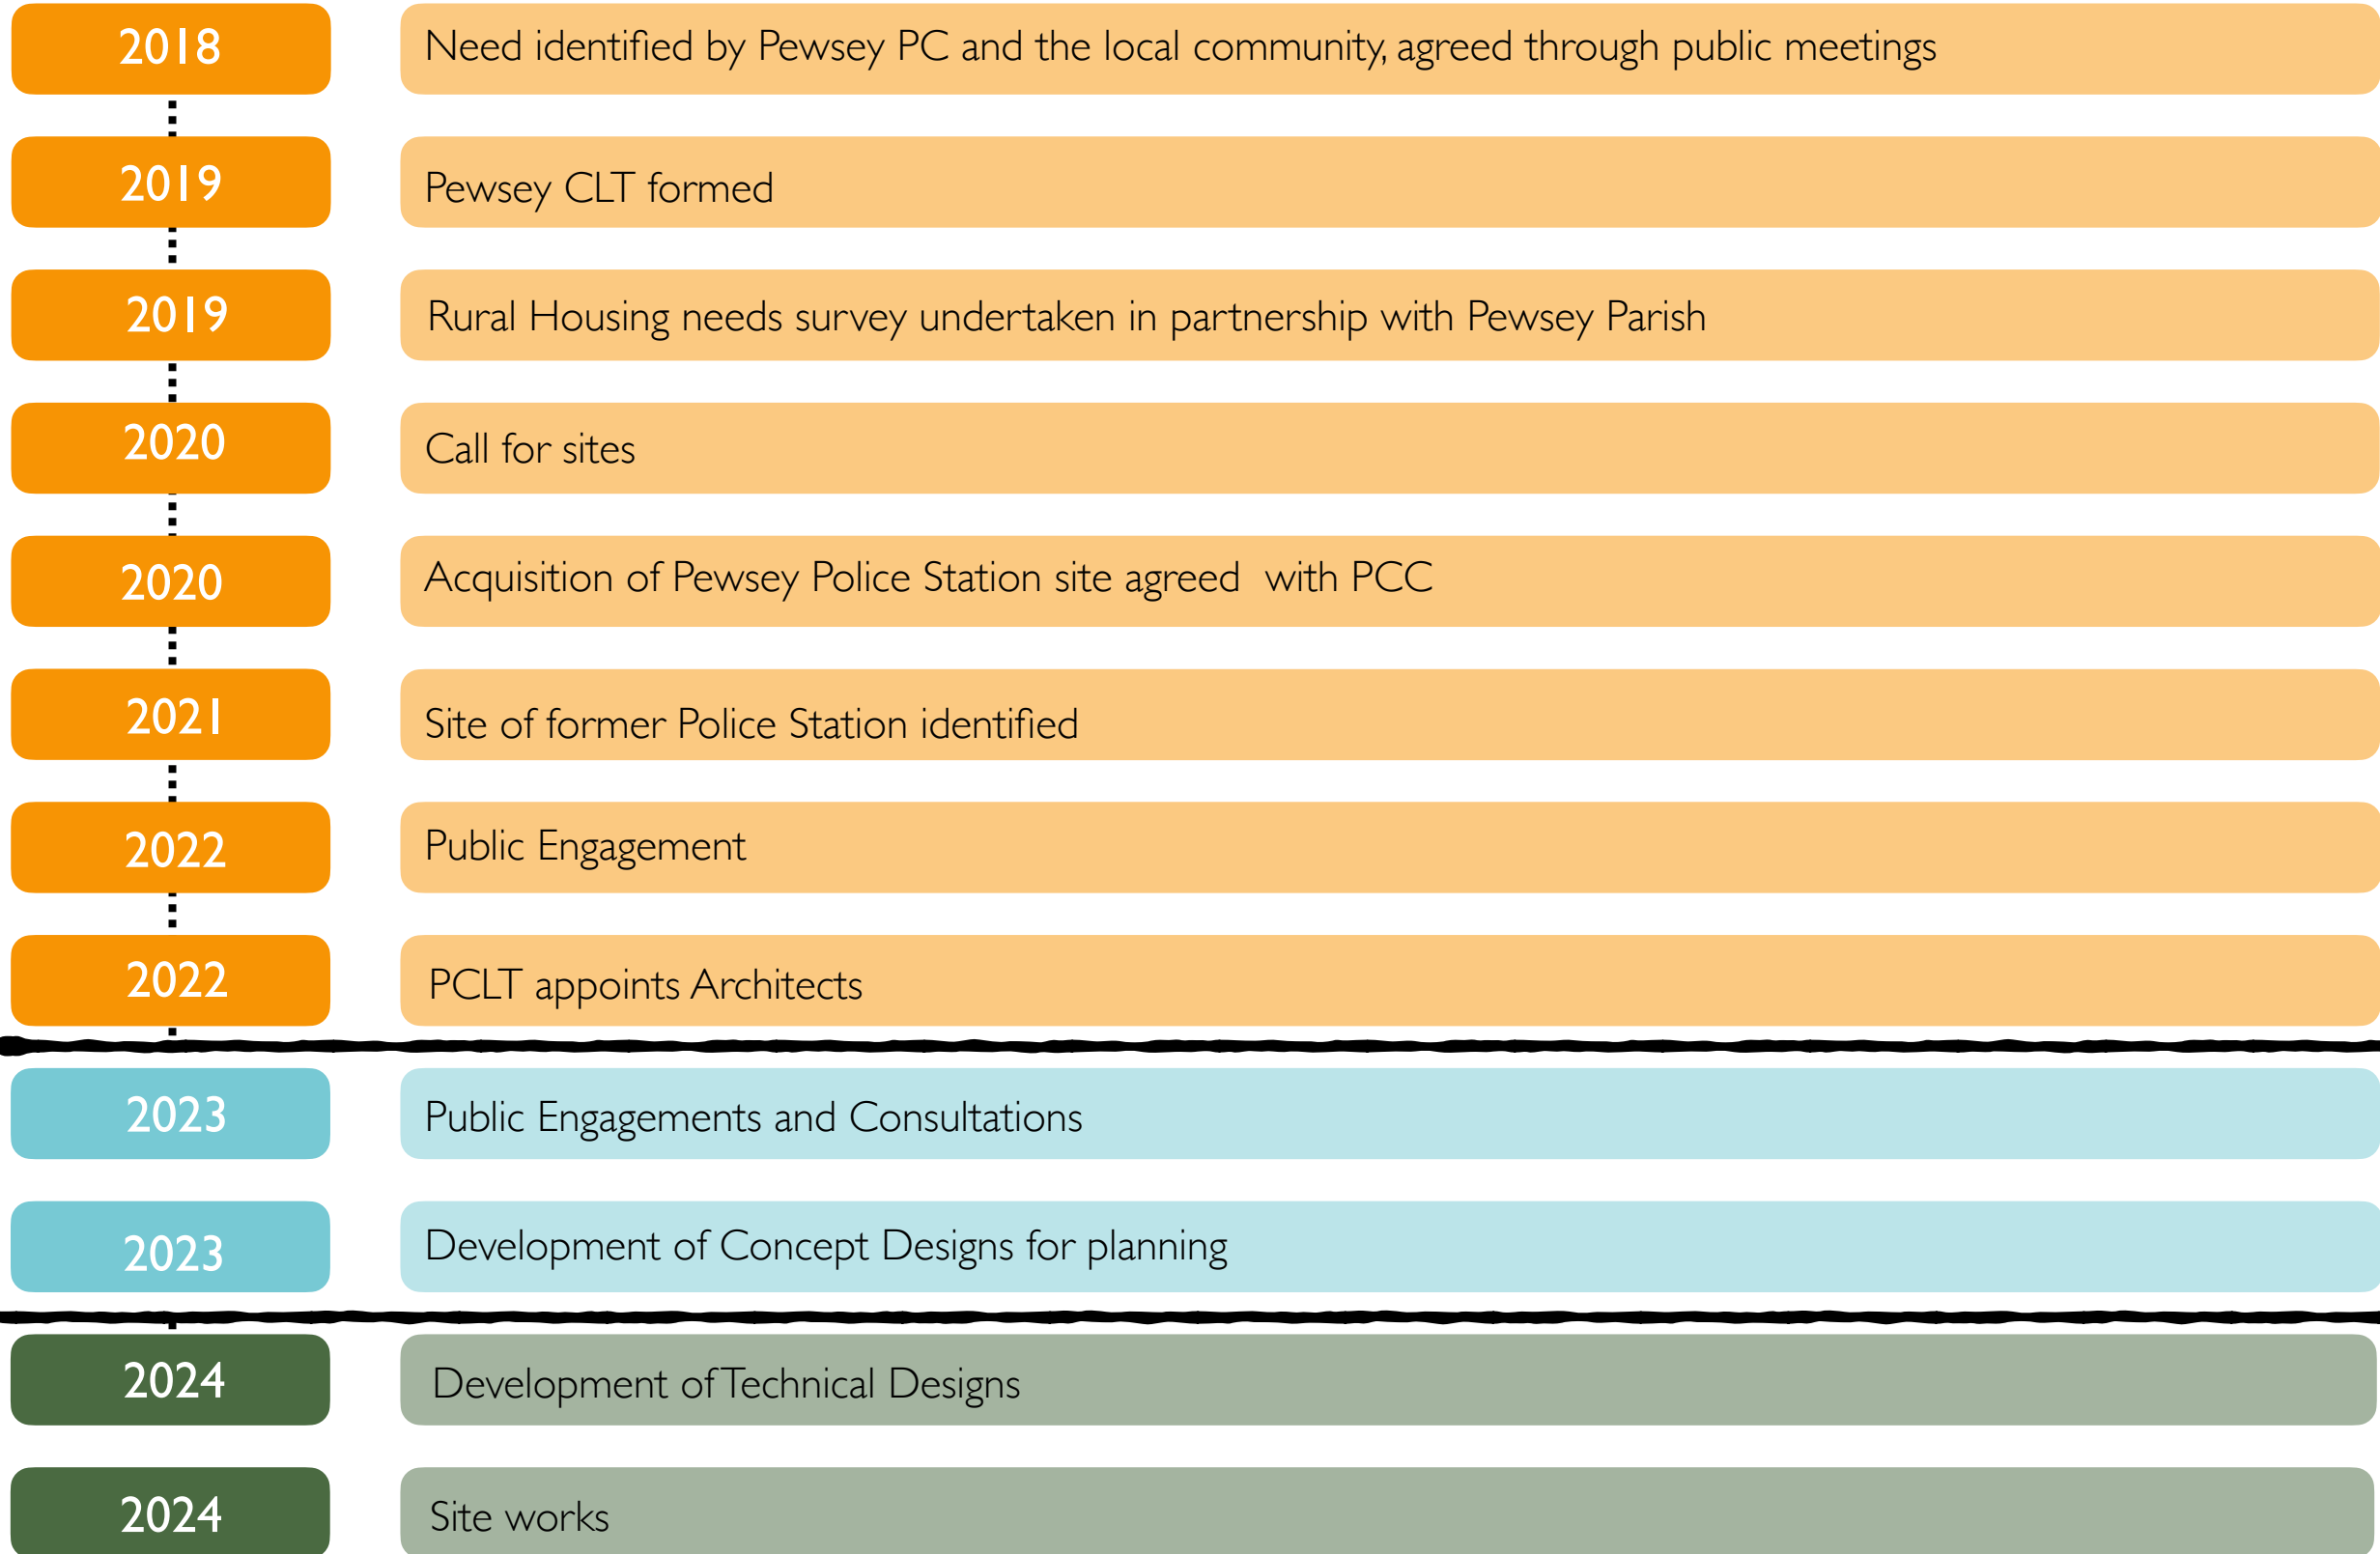 2018 Need identified by Pewsey PC and the local community, agreed through public meetings
2019 Pewsey CLT formed
2019 Rural Housing needs survey undertaken in partnership with Pewsey Parish
2020 Call for sites
2020 Acquisition of Pewsey Police Station site agreed  with PCC
2021 Site of former Police Station identified
2022 Public Engagement
2022 PCLT appoints Architects
2023 Public Engagements and Consultations
2023 Development of Concept Designs for planning
2024 Development of Technical Designs
2024 Site works